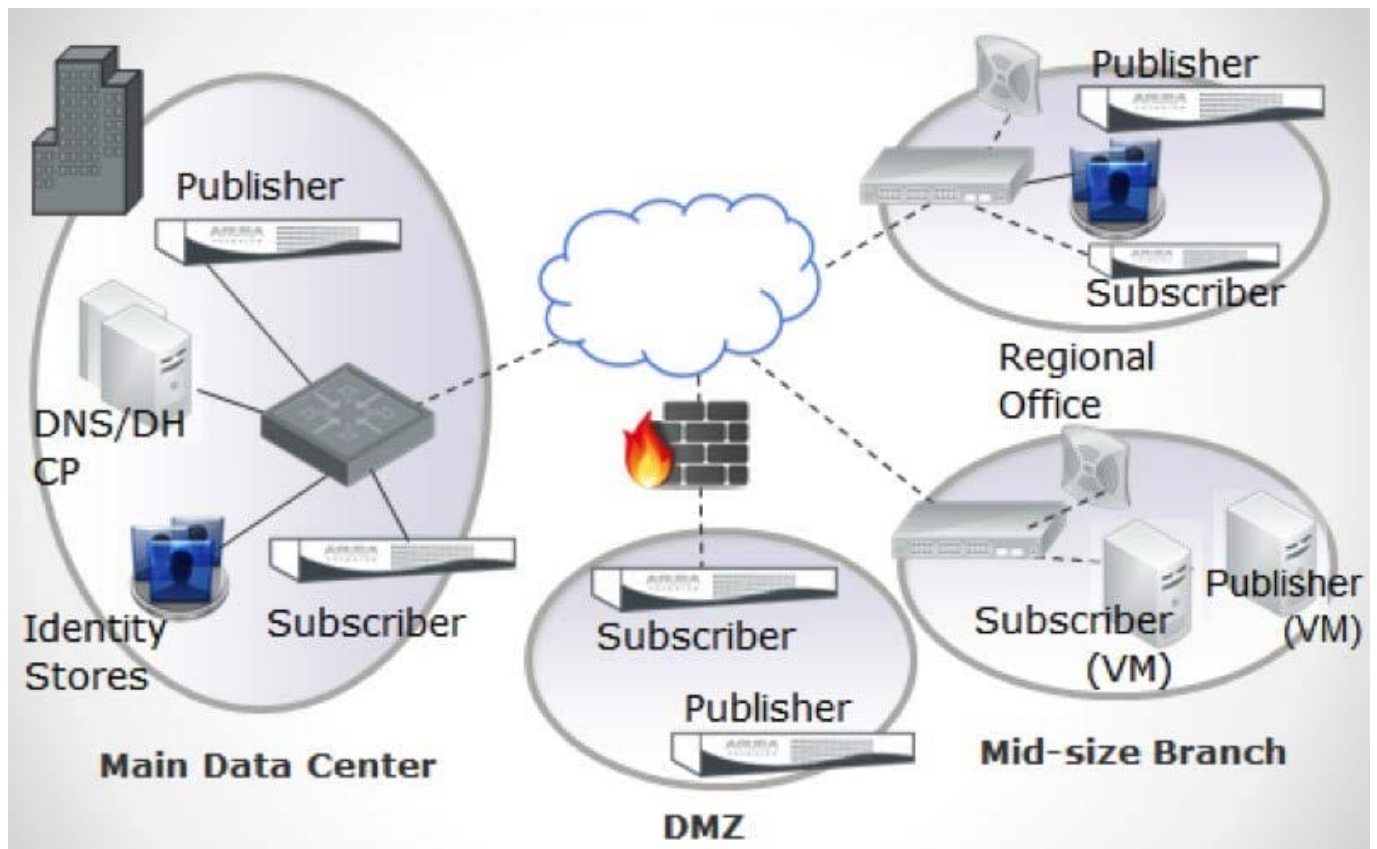 Publisher
DNS/DH
CP
Identity
Stores
Subscriber
Main Data Center
Subscriber
Publisher
DMZ
Publisher
Subscriber
Regional
Office
Subscriber
(VM)
Publisher
(VM)
Mid-size Branch